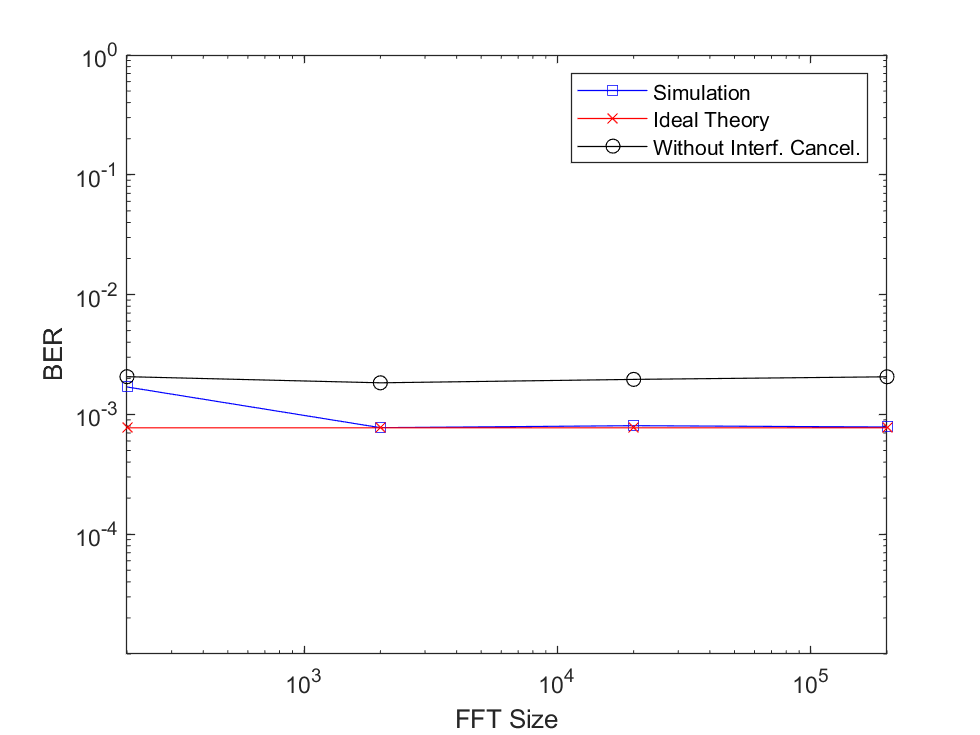 10^0
10^-1
10^-2
10^-3
10^-4
BER
Simulation
Ideal Theory
Without Interf. Cancel.
10^3 10^4 10^5
FFT Size